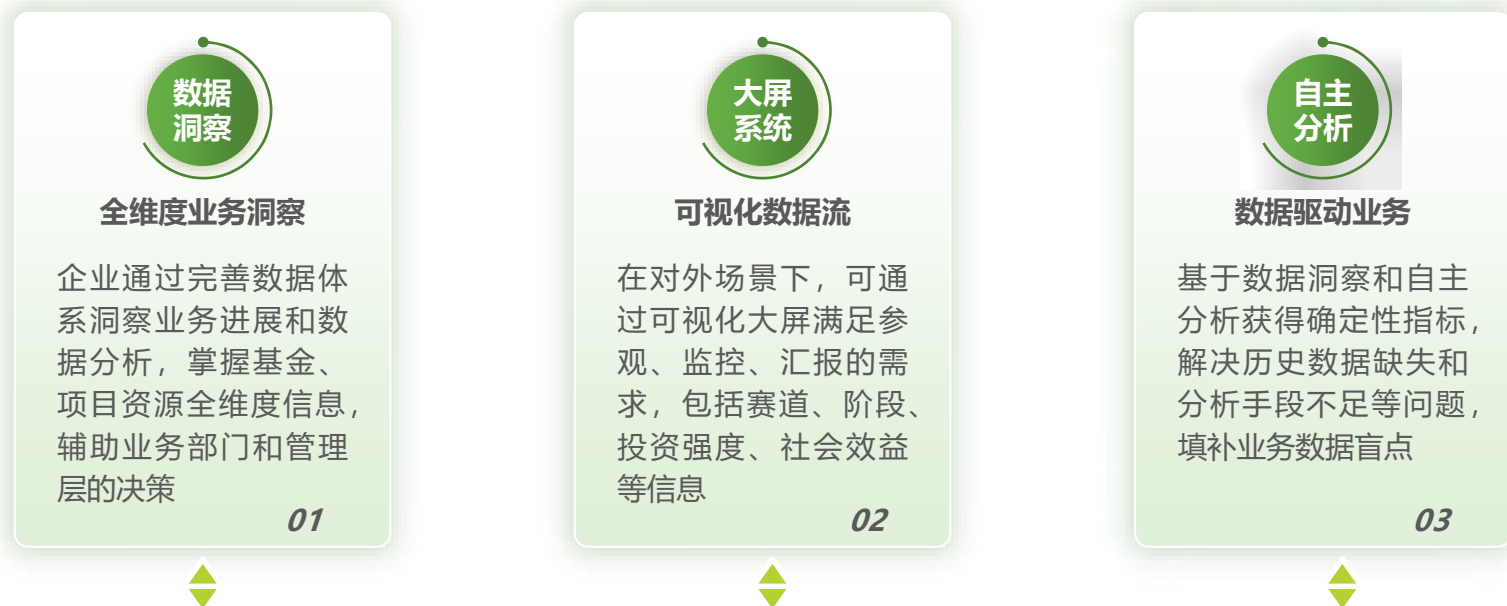 数据
洞察
全维度业务洞察
企业通过完善数据体
系洞察业务进展和数
据分析，掌握基金、
项目资源全维度信息，
辅助业务部门和管理
层的决策
01
大屏
系统
可视化数据流
在对外场景下，可通
过可视化大屏满足参
观、监控、汇报的需
求，包括赛道、阶段、
投资强度、社会效益
等信息
02
自主
分析
数据驱动业务
基于数据洞察和自主
分析获得确定性指标，
解决历史数据缺失和
分析手段不足等问题，
填补业务数据盲点
03